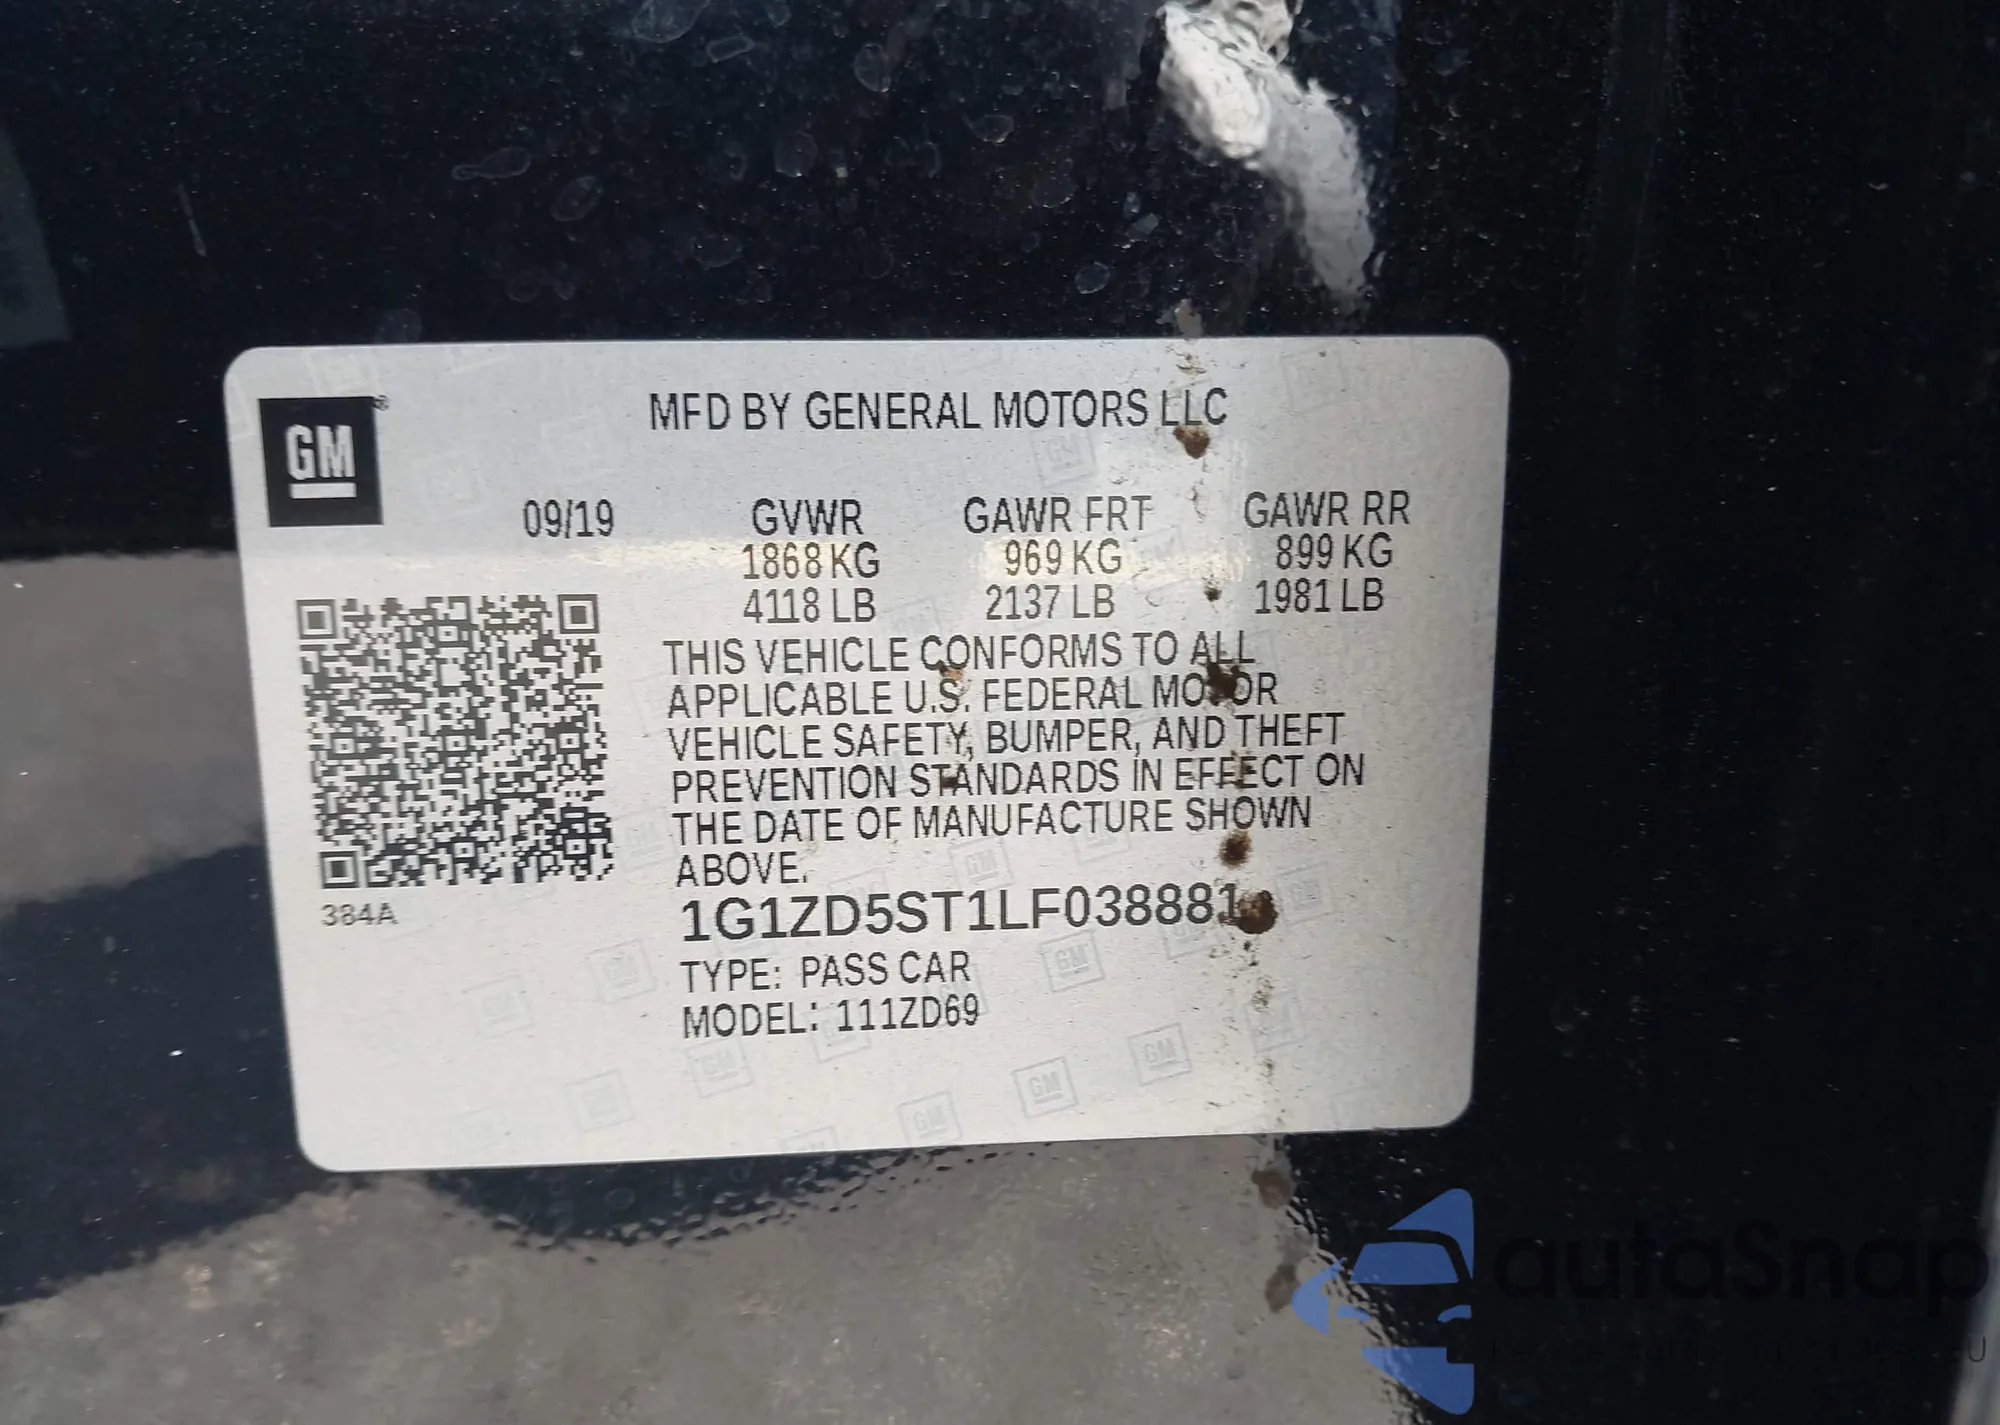 GM
MFD BY GENERAL MOTORS LLC
09/19 GVWR GAWR FRT GAWR RR
1868 KG 969 KG 899 KG
4118 LB 2137 LB 1981 LB
THIS VEHICLE CONFORMS TO ALL
APPLICABLE U.S. FEDERAL MOTOR
VEHICLE SAFETY, BUMPER, AND THEFT
PREVENTION STANDARDS IN EFFECT ON
THE DATE OF MANUFACTURE SHOWN
ABOVE.
384A
1G1ZD5ST1LF038881
TYPE: PASS CAR
MODEL: 111ZD69
autaSnap